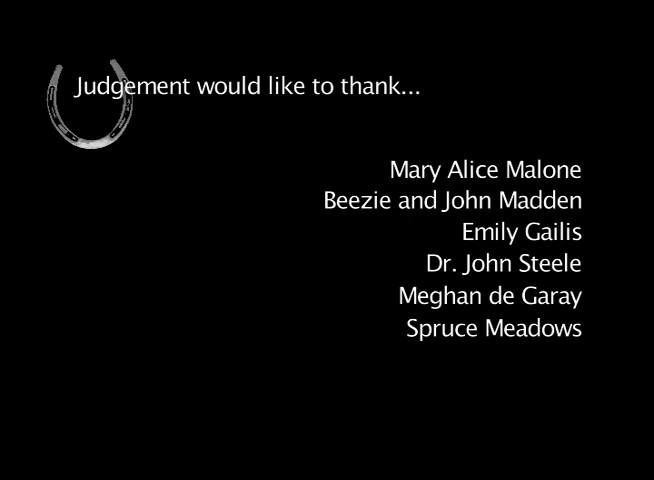 Judgement would like to thank...
Mary Alice Malone
Beezie and John Madden
Emily Gailis
Dr. John Steele
Meghan de Garay
Spruce Meadows